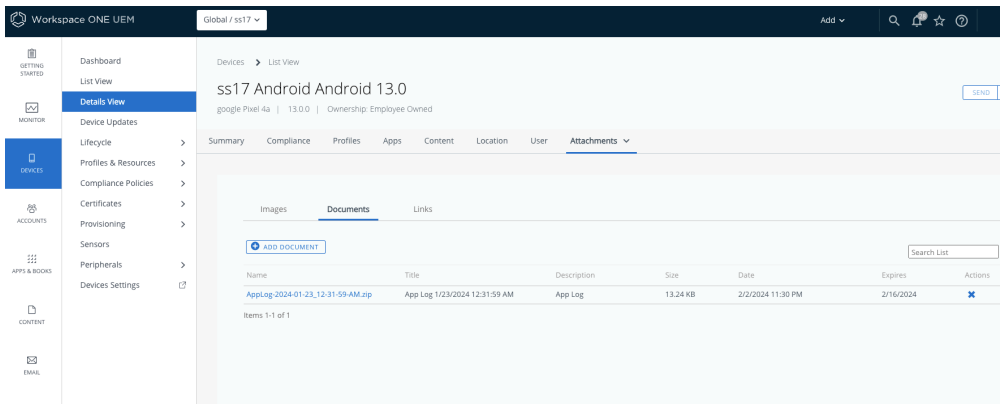 Workspace ONE UEM
Global / ss17
Add
GETTING
STARTED
MONITOR
DEVICES
ACCOUNTS
APPS & BOOKS
CONTENT
EMAIL
Dashboard
List View
Details View
Device Updates
Lifecycle
Profiles & Resources
Compliance Policies
Certificates
Provisioning
Sensors
Peripherals
Devices Settings
Devices > List View
ss17 Android Android 13.0
google Pixel 4a | 13.0.0 | Ownership: Employee Owned
SEND
Summary Compliance Profiles Apps Content Location User Attachments
Images Documents Links
ADD DOCUMENT
Search List
Name Title Description Size Date Expires Actions
AppLog-2024-01-23_12-31-59-AM.zip App Log 1/23/2024 12:31:59 AM App Log 13.24 KB 2/2/2024 11:30 PM 2/16/2024
Items 1-1 of 1